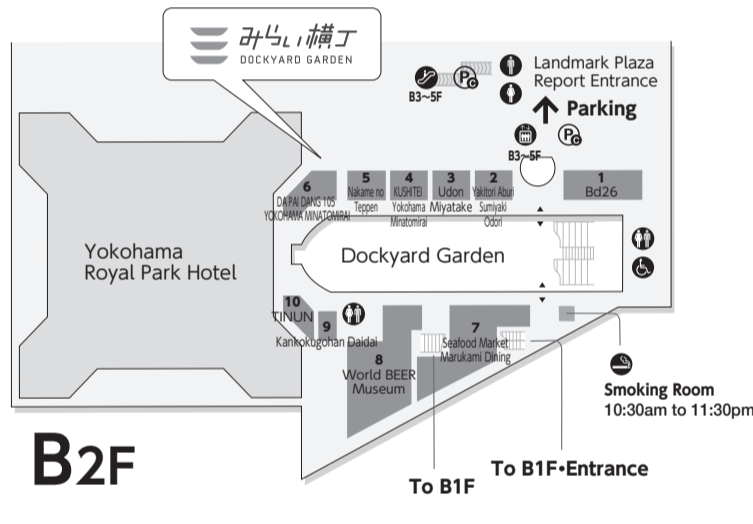 みらい横丁
DOCKYARD GARDEN
B3~5F
Landmark Plaza
Report Entrance
Parking
B3~5F
6
DA PAI DANG 105
YOKOHAMA MINATOMIRAI
5
Nakame no
Teppen
4
KUSHITEI
Yokohama
Minatomirai
3
Udon
Miyatake
2
Yakitori Aburi
Sumiyaki
Odori
1
Bd26
Yokohama
Royal Park Hotel
Dockyard Garden
10
TINUN
9
Kankokugohan Daidai
8
World BEER
Museum
7
Seafood Market
Marukami Dining
Smoking Room
10:30am to 11:30pm
B2F
To B1F
To B1F•Entrance